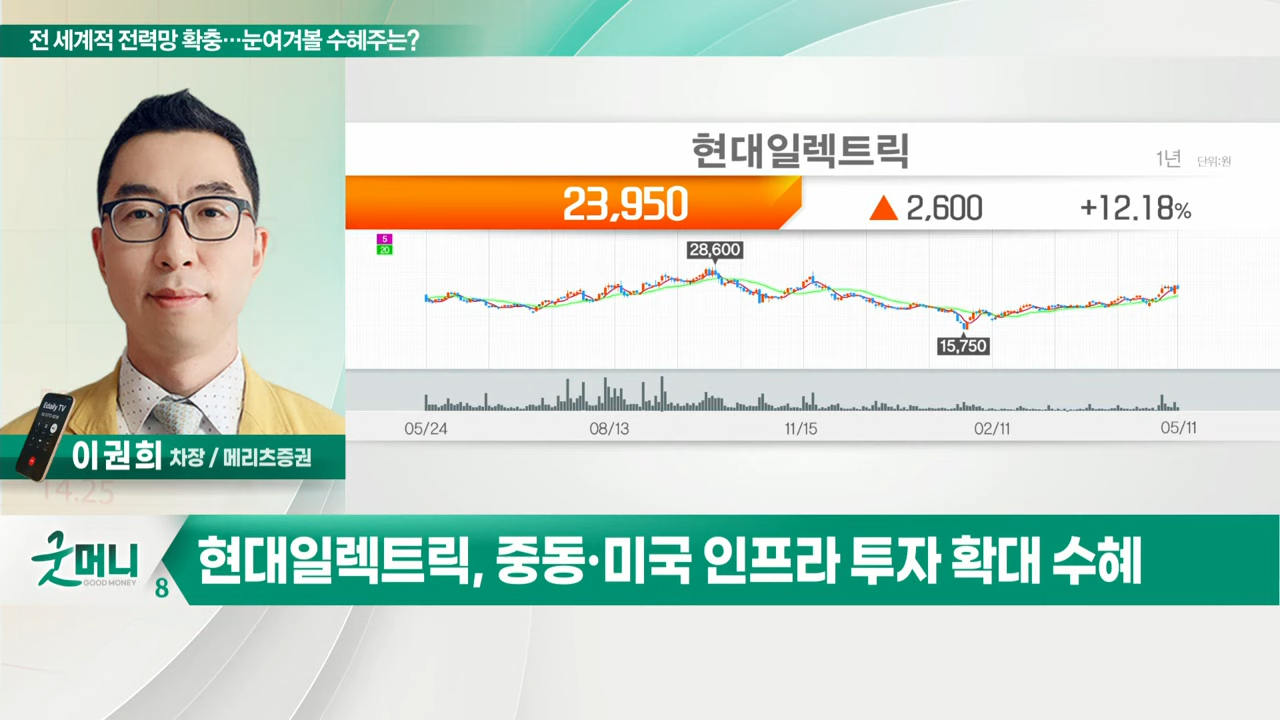 전 세계적 전력망 확충…눈여겨볼 수혜주는?
현대일렉트릭
1년 단위:원
23,950 ▲ 2,600 +12.18%
5
20
28,600
15,750
05/24 08/13 11/15 02/11 05/11
Edaily TV
이권희 차장 / 메리츠증권
14.25
굿머니
GOOD MONEY
8
현대일렉트릭, 중동·미국 인프라 투자 확대 수혜